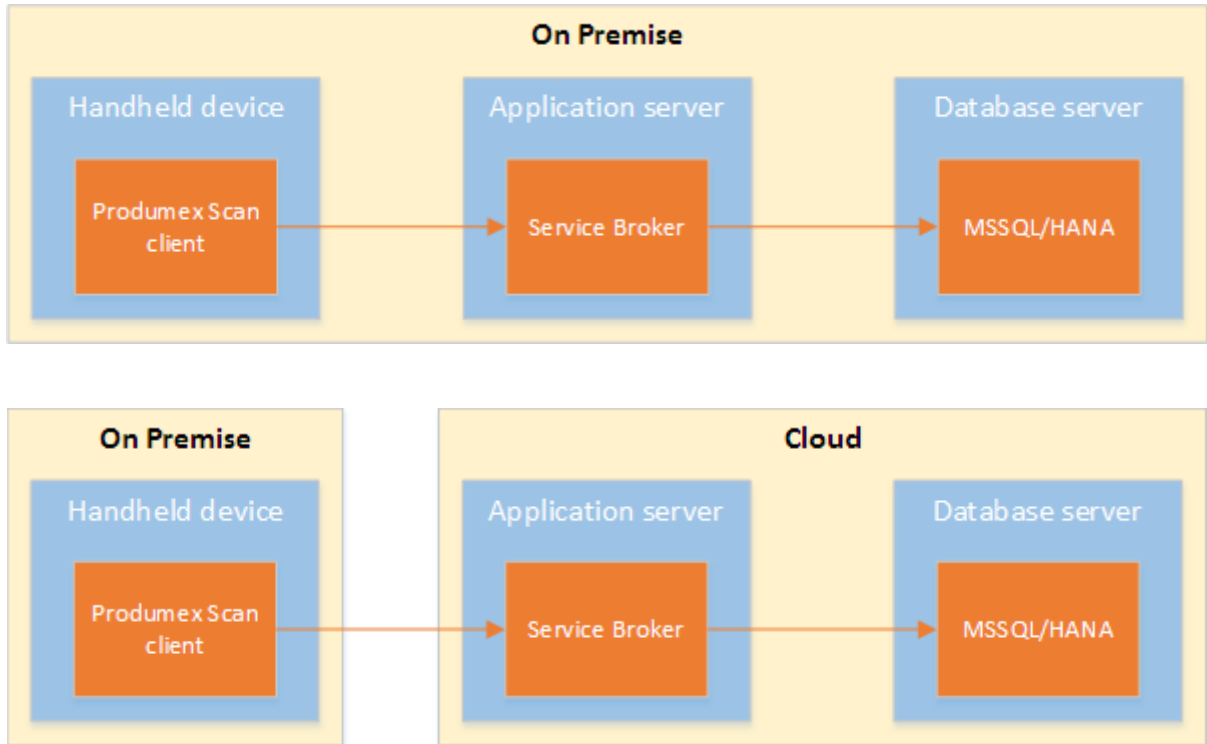 On Premise
Handheld device
Application server
Database server
Produmex Scan
client
Service Broker
MSSQL/HANA
On Premise
Cloud
Handheld device
Application server
Database server
Produmex Scan
client
Service Broker
MSSQL/HANA